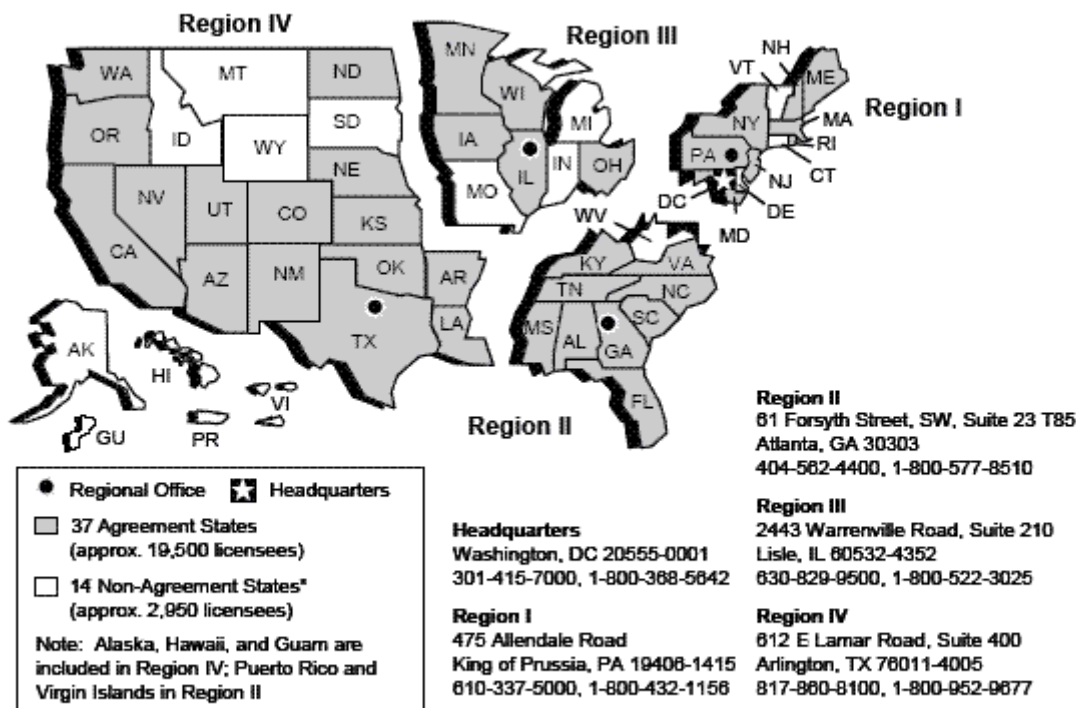 Region IV
Region III
Region I
WA
MT
ND
MN
NH
VT
ME
OR
ID
SD
WI
MI
NY
MA
WY
IA
RI
NE
IL
IN
OH
PA
CT
NV
UT
CO
MO
NJ
DC
DE
CA
KS
WV
MD
AZ
NM
OK
AR
KY
VA
TN
NC
TX
LA
MS
AL
GA
SC
AK
HI
VI
FL
GU
PR
Region II
● Regional Office ★ Headquarters
37 Agreement States
(approx. 19,500 licensees)
14 Non-Agreement States*
(approx. 2,950 licensees)
Note: Alaska, Hawaii, and Guam are
included in Region IV; Puerto Rico and
Virgin Islands in Region II
Headquarters
Washington, DC 20555-0001
301-415-7000, 1-800-368-5642
Region I
475 Allendale Road
King of Prussia, PA 19406-1415
610-337-5000, 1-800-432-1156
Region II
61 Forsyth Street, SW, Suite 23 T85
Atlanta, GA 30303
404-562-4400, 1-800-577-8510
Region III
2443 Warrenville Road, Suite 210
Lisle, IL 60532-4352
630-829-9500, 1-800-522-3025
Region IV
612 E Lamar Road, Suite 400
Arlington, TX 76011-4005
817-860-8100, 1-800-952-9677